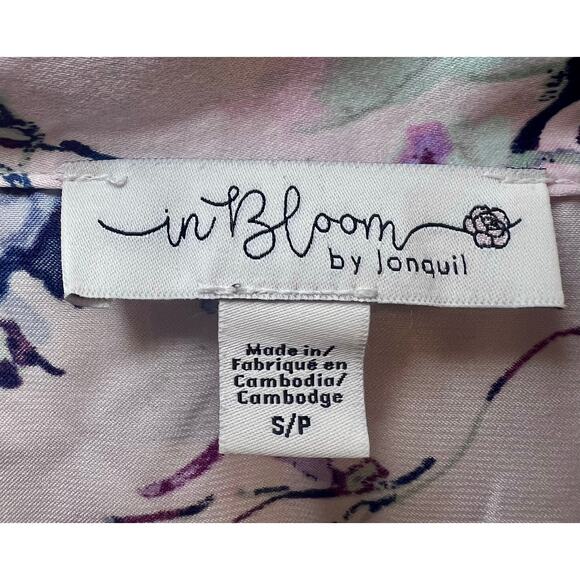 in Bloom
by Jonquil
Made in/
Fabriqué en
Cambodia/
Cambodge
S/P